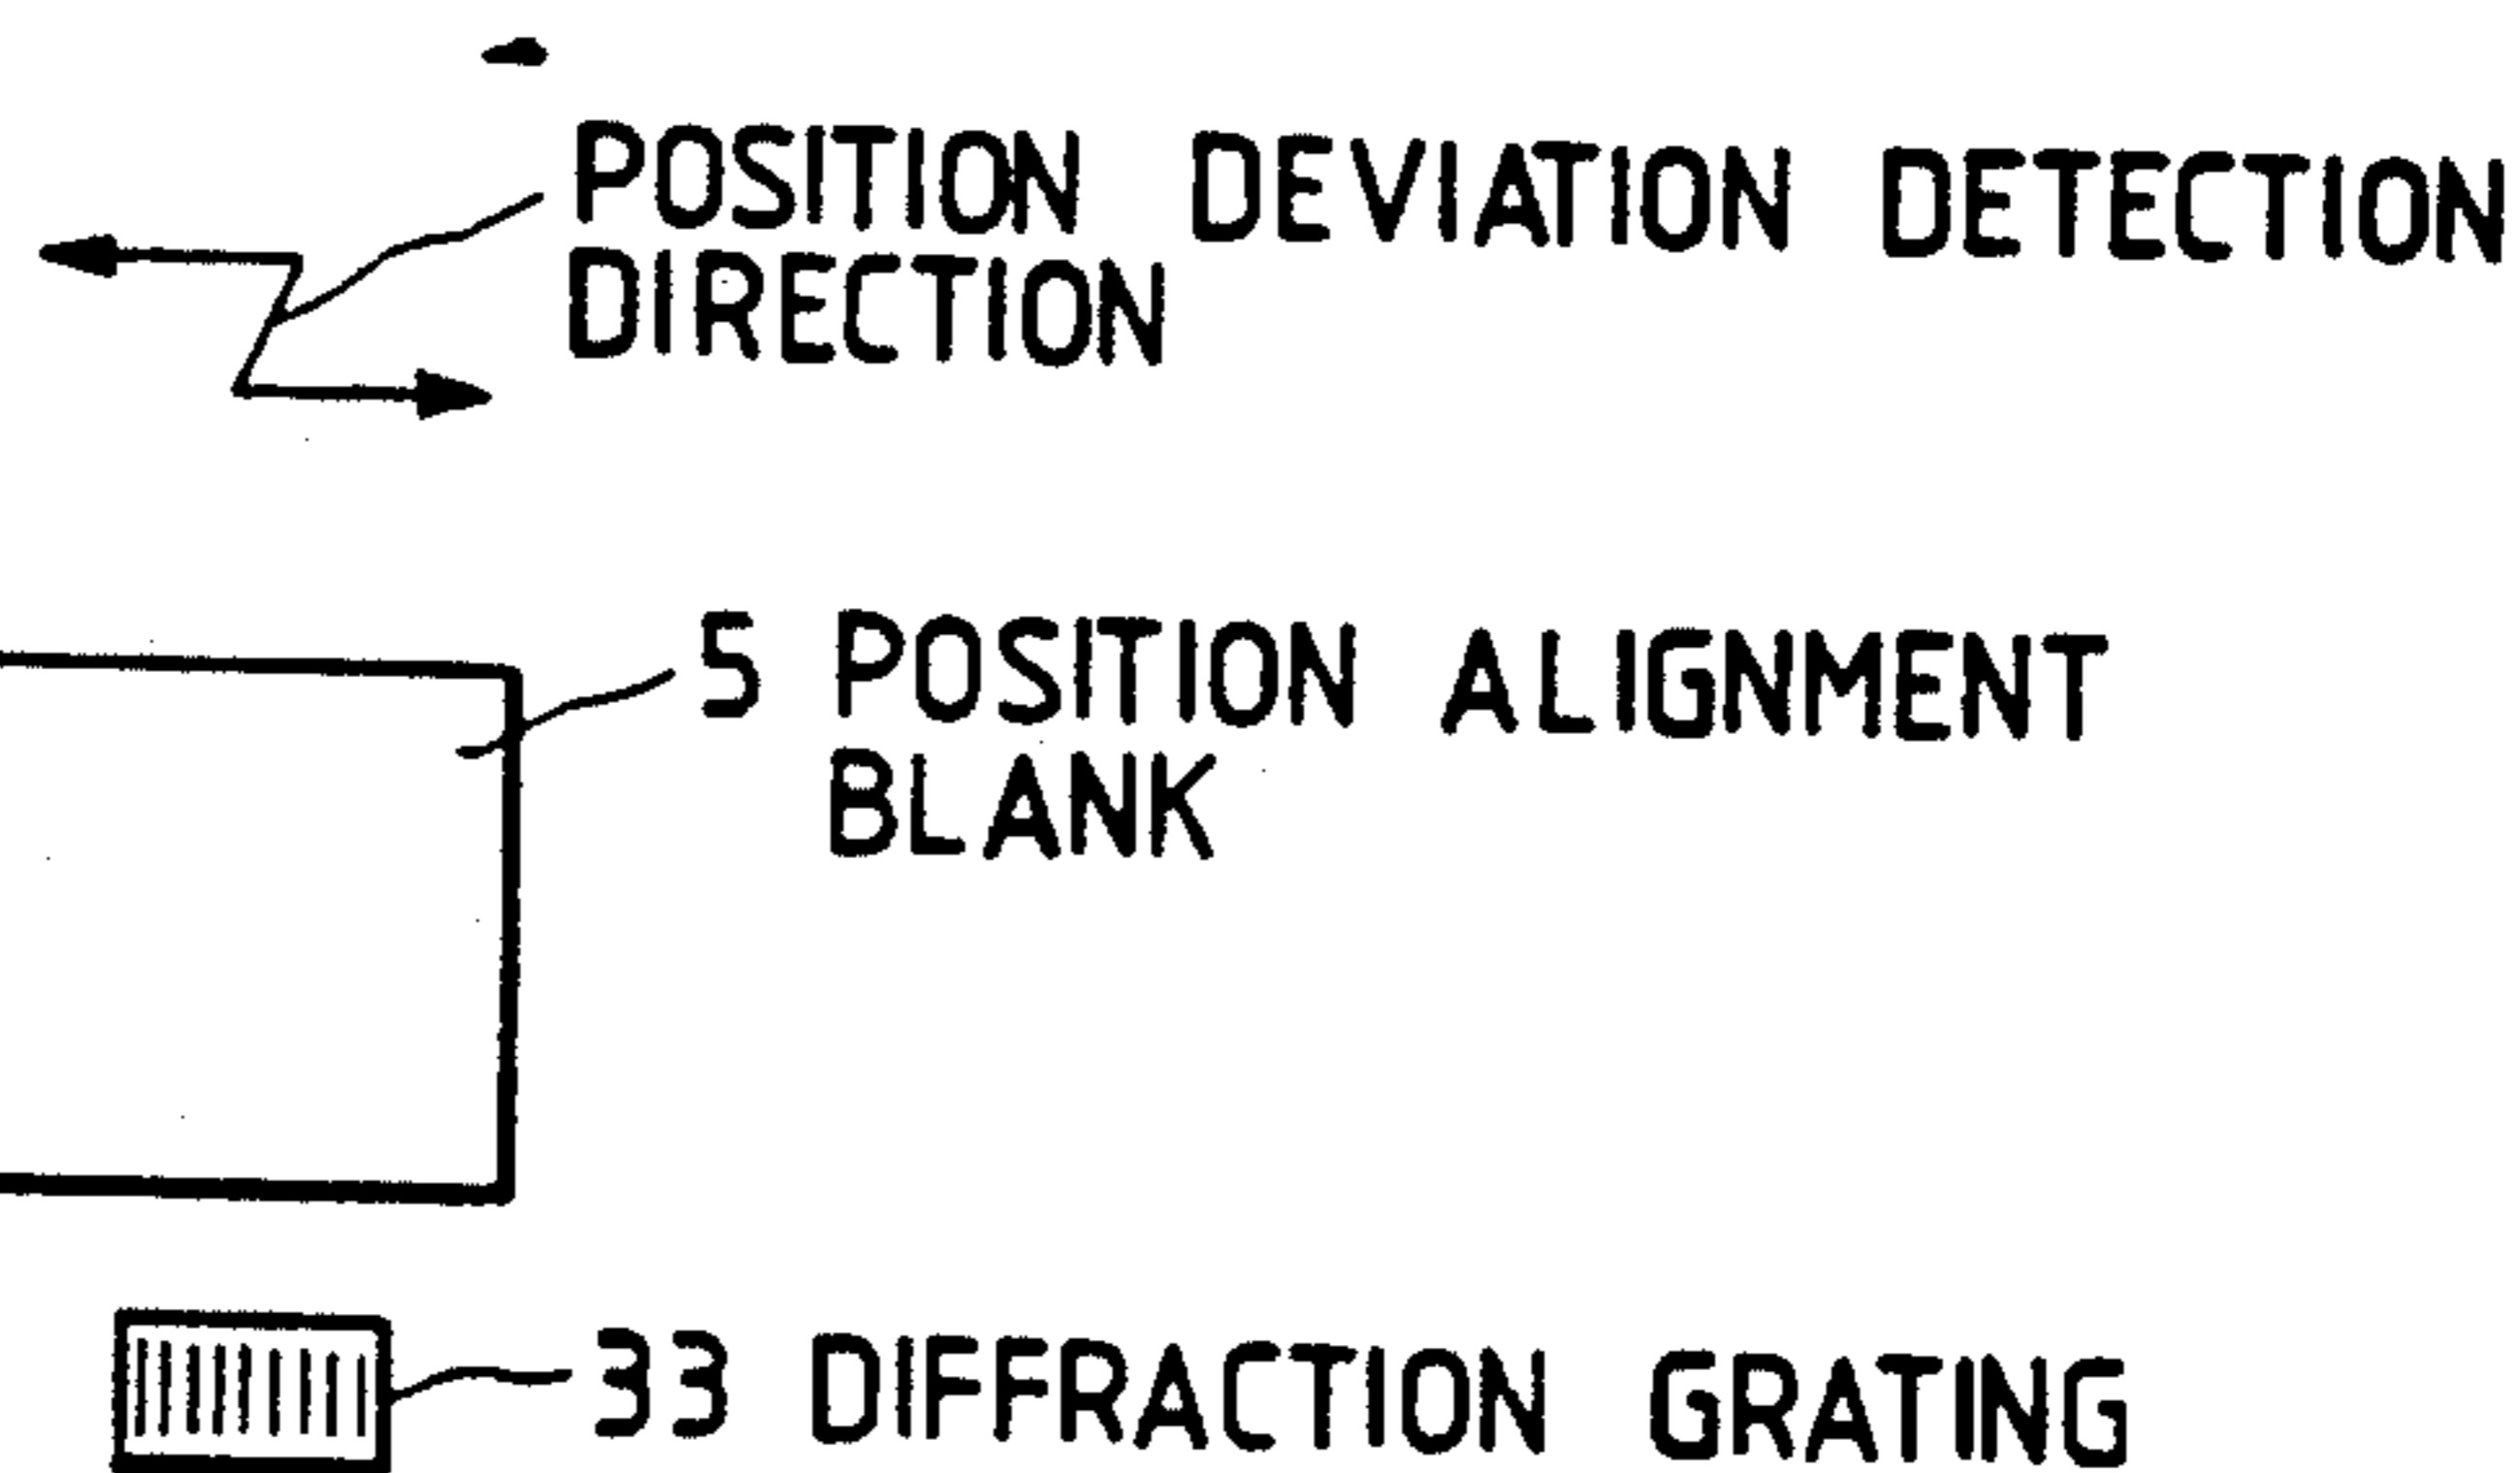 POSITION DEVIATION DETECTION
DIRECTION
5 POSITION ALIGNMENT
BLANK
33 DIFFRACTION GRATING